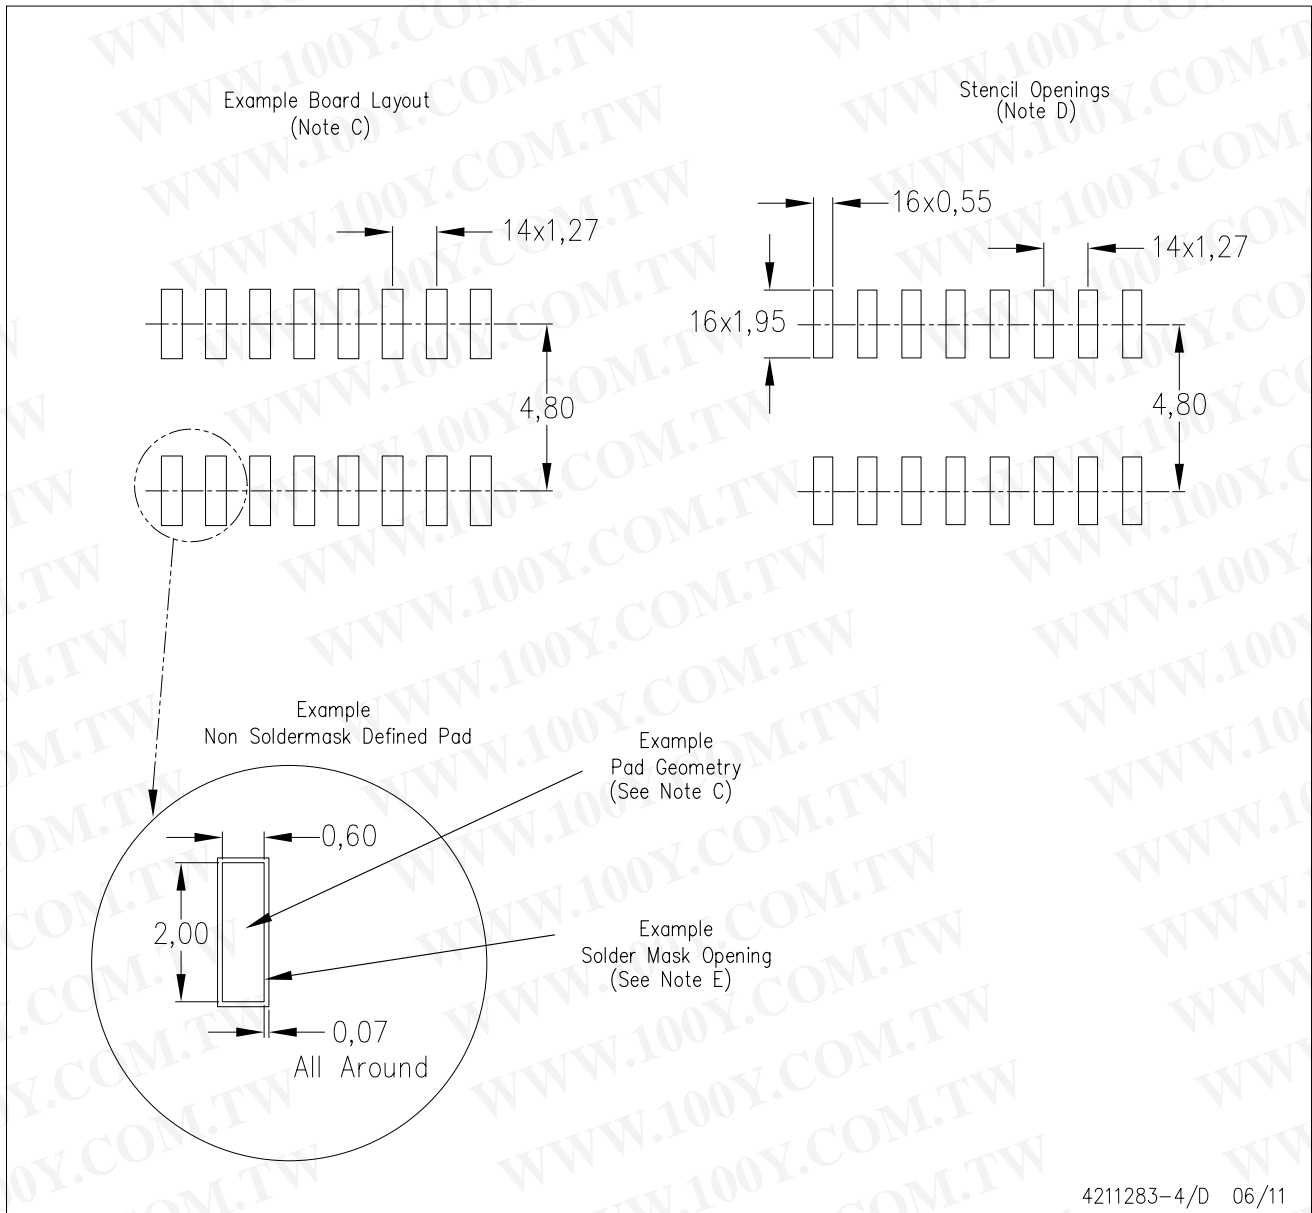 Example Board Layout
(Note C)
Stencil Openings
(Note D)
14x1,27
16x0,55
14x1,27
16x1,95
4,80
4,80
Example
Non Soldermask Defined Pad
Example
Pad Geometry
(See Note C)
0,60
2,00
Example
Solder Mask Opening
(See Note E)
0,07
All Around
4211283-4/D 06/11
WWW.100Y.COM.TW